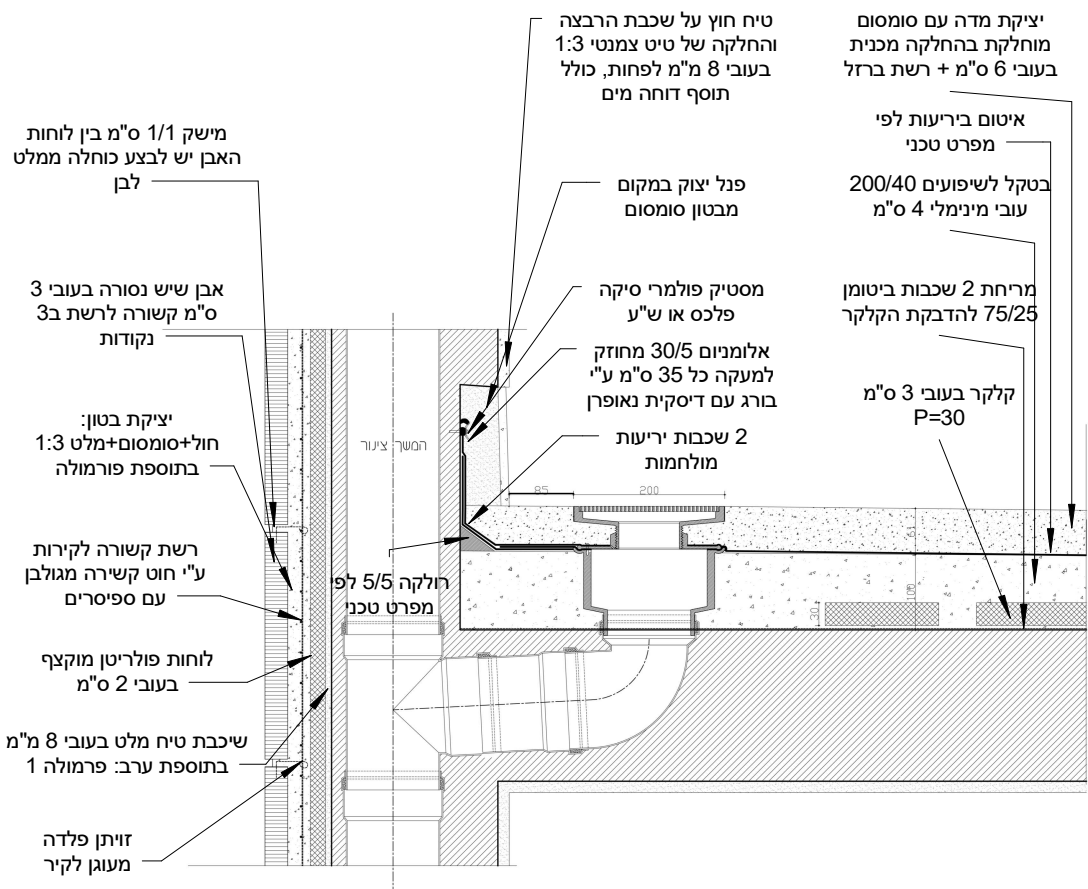 יציקת מדה עם סומסום
מוחלקת בהחלקה מכנית
בעובי 6 ס"מ + רשת ברזל
איטום ביריעות לפי
מפרט טכני
בטקל לשיפועים 200/40
עובי מינימלי 4 ס"מ
מריחת 2 שכבות ביטומן
75/25 להדבקת הקלקר
קלקר בעובי 3 ס"מ
P=30
טיח חוץ על שכבת הרבצה
והחלקה של טיט צמנטי 1:3
בעובי 8 מ"מ לפחות, כולל
תוסף דוחה מים
פנל יצוק במקום
מבטון סומסום
מסטיק פולמרי סיקה
פלכס או ש"ע
אלומניום 30/5 מחוזק
למעקה כל 35 ס"מ ע"י
בורג עם דיסקית נאופרן
2 שכבות יריעות
מולחמות
המשך צינור
85
200
61
100
30
רולקה 5/5 לפי
מפרט טכני
מישק 1/1 ס"מ בין לוחות
האבן יש לבצע כוחלה ממלט
לבן
אבן שיש נסורה בעובי 3
ס"מ קשורה לרשת ב3
נקודות
יציקת בטון:
חול+סומסום+מלט 1:3
בתוספת פורמולה
רשת קשורה לקירות
ע"י חוט קשירה מגולבן
עם ספיסרים
לוחות פולריטן מוקצף
בעובי 2 ס"מ
שיכבת טיח מלט בעובי 8 מ"מ
בתוספת ערב: פרמולה 1
זויתן פלדה
מעוגן לקיר